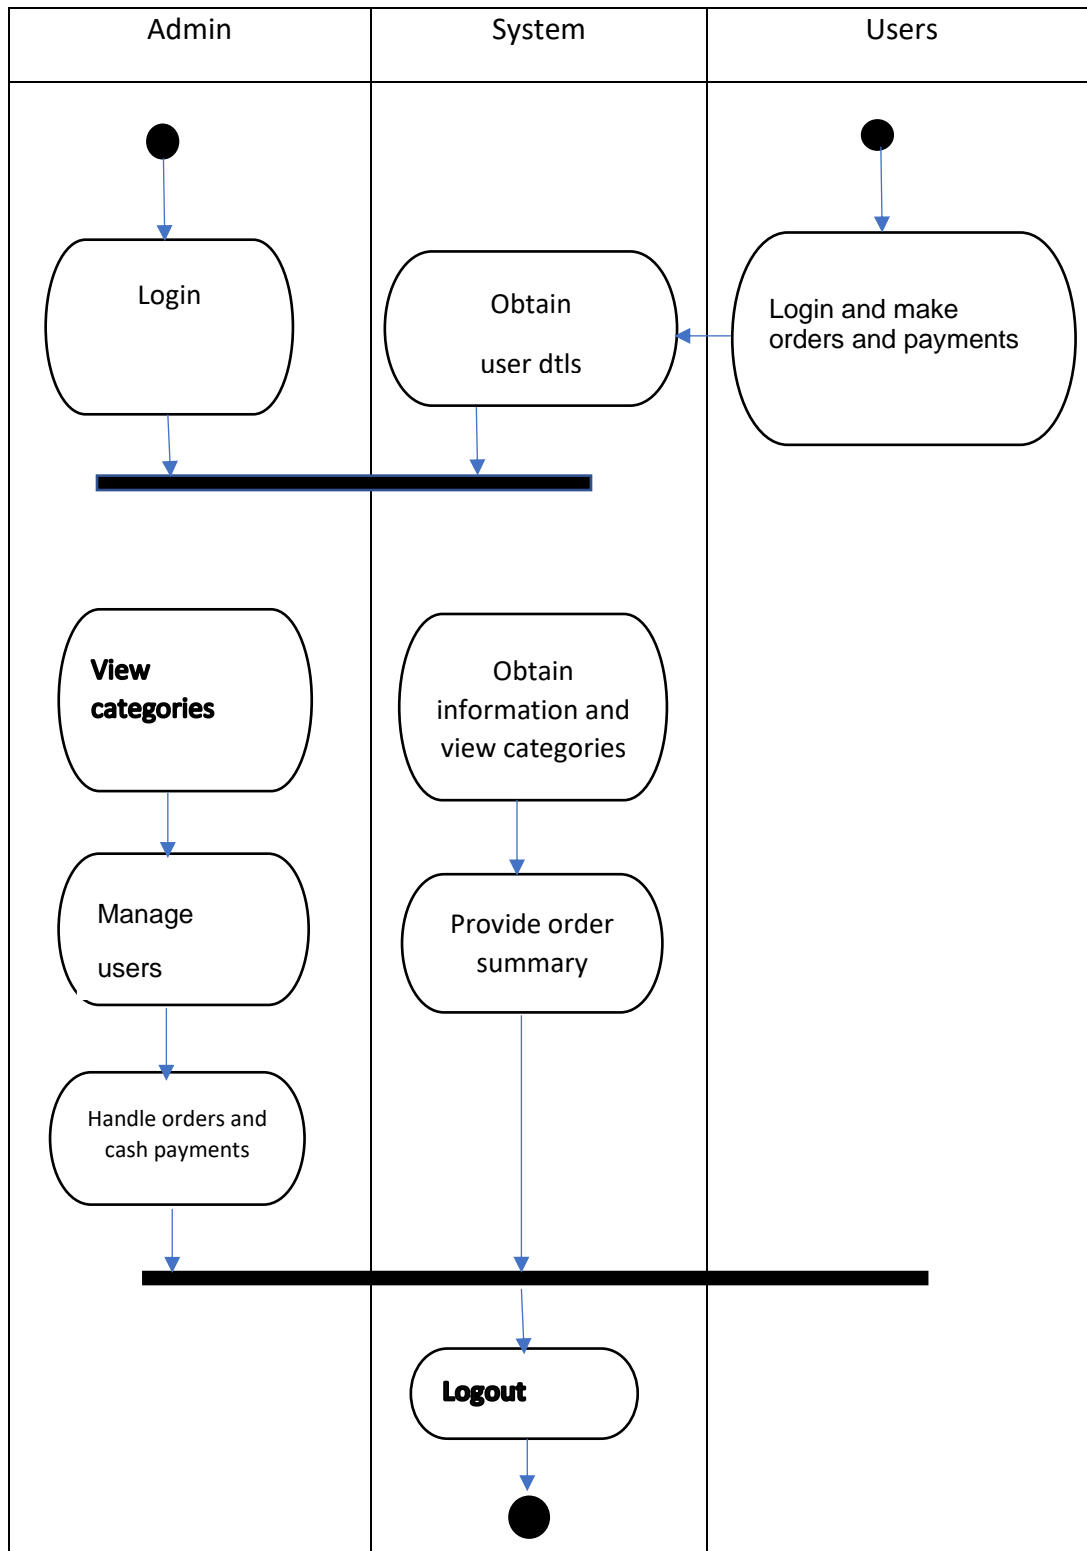 Admin
System
Users
Login
Obtain
user dtls
Login and make
orders and payments
View
categories
Obtain
information and
view categories
Manage
users
Provide order
summary
Handle orders and
cash payments
Logout